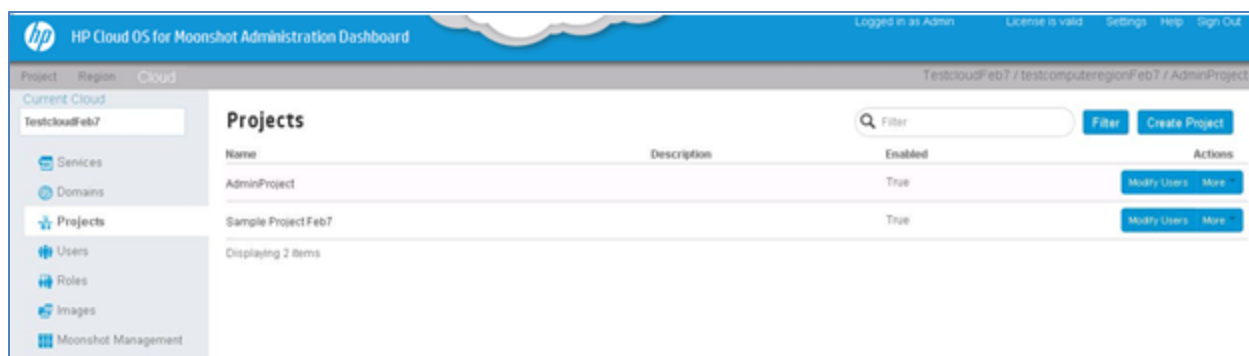 hp HP Cloud OS for Moonshot Administration Dashboard Logged in as Admin License is valid Settings Help Sign Out
Project Region Cloud TestcloudFeb7 / testcomputeregionFeb7 / AdminProject
Current Cloud
TestcloudFeb7
Projects Filter Filter Create Project
Name Description Enabled Actions
AdminProject True Modify Users More
Sample Project Feb7 True Modify Users More
Displaying 2 items
Services
Domains
Projects
Users
Roles
Images
Moonshot Management